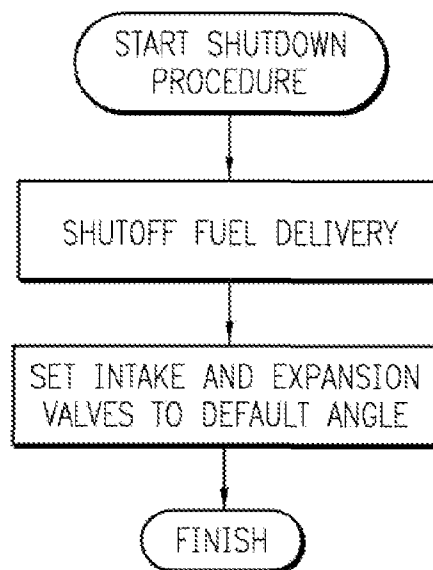 START SHUTDOWN
PROCEDURE
SHUTOFF FUEL DELIVERY
SET INTAKE AND EXPANSION
VALVES TO DEFAULT ANGLE
FINISH